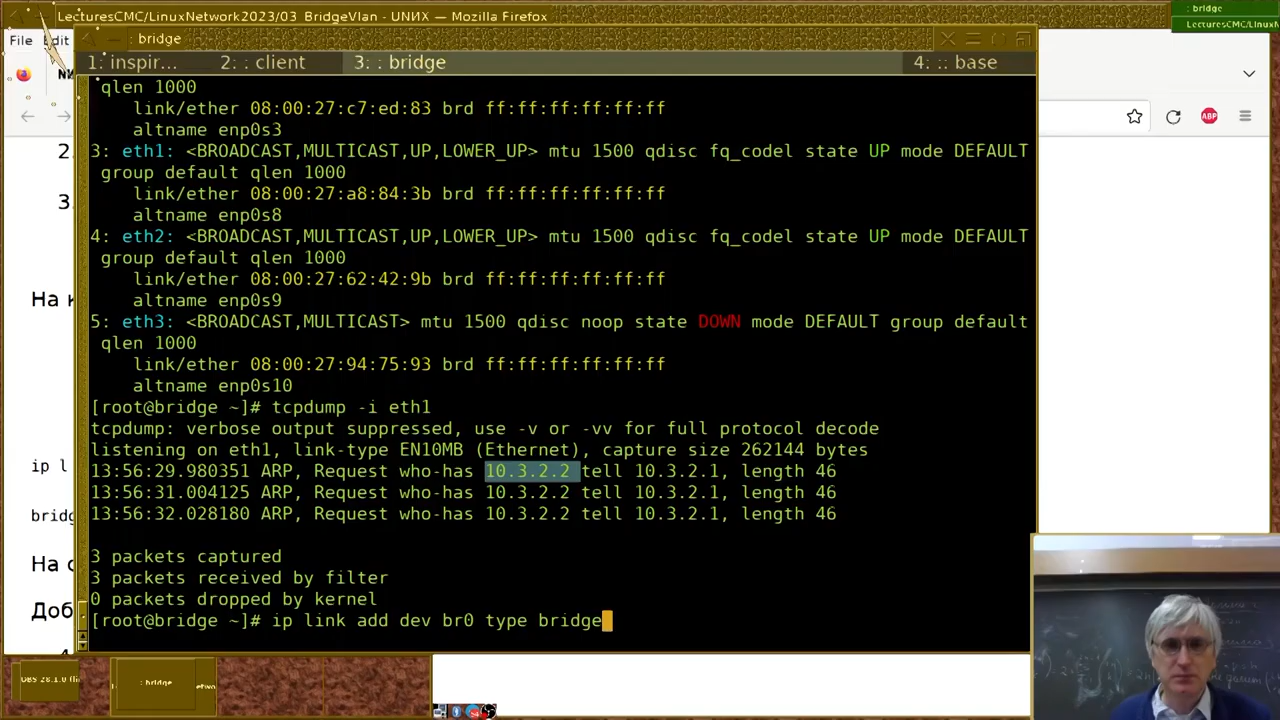 LecturesCMC/LinuxNetwork2023/03_BridgeVlan - UNИX — Mozilla Firefox
: bridge
LecturesCMC/Linux
File Edit
: bridge
1: inspir... 2: : client 3: : bridge 4: :: base
qlen 1000
link/ether 08:00:27:c7:ed:83 brd ff:ff:ff:ff:ff:ff
altname enp0s3
3: eth1: <BROADCAST,MULTICAST,UP,LOWER_UP> mtu 1500 qdisc fq_codel state UP mode DEFAULT
group default qlen 1000
link/ether 08:00:27:a8:84:3b brd ff:ff:ff:ff:ff:ff
altname enp0s8
4: eth2: <BROADCAST,MULTICAST,UP,LOWER_UP> mtu 1500 qdisc fq_codel state UP mode DEFAULT
group default qlen 1000
link/ether 08:00:27:62:42:9b brd ff:ff:ff:ff:ff:ff
altname enp0s9
5: eth3: <BROADCAST,MULTICAST> mtu 1500 qdisc noop state DOWN mode DEFAULT group default
qlen 1000
link/ether 08:00:27:94:75:93 brd ff:ff:ff:ff:ff:ff
altname enp0s10
[root@bridge ~]# tcpdump -i eth1
tcpdump: verbose output suppressed, use -v or -vv for full protocol decode
listening on eth1, link-type EN10MB (Ethernet), capture size 262144 bytes
13:56:29.980351 ARP, Request who-has 10.3.2.2 tell 10.3.2.1, length 46
13:56:31.004125 ARP, Request who-has 10.3.2.2 tell 10.3.2.1, length 46
13:56:32.028180 ARP, Request who-has 10.3.2.2 tell 10.3.2.1, length 46
3 packets captured
3 packets received by filter
0 packets dropped by kernel
[root@bridge ~]# ip link add dev br0 type bridge
2.
3.
На к
ip l
bridg
На с
Доб
ABP
: bridge